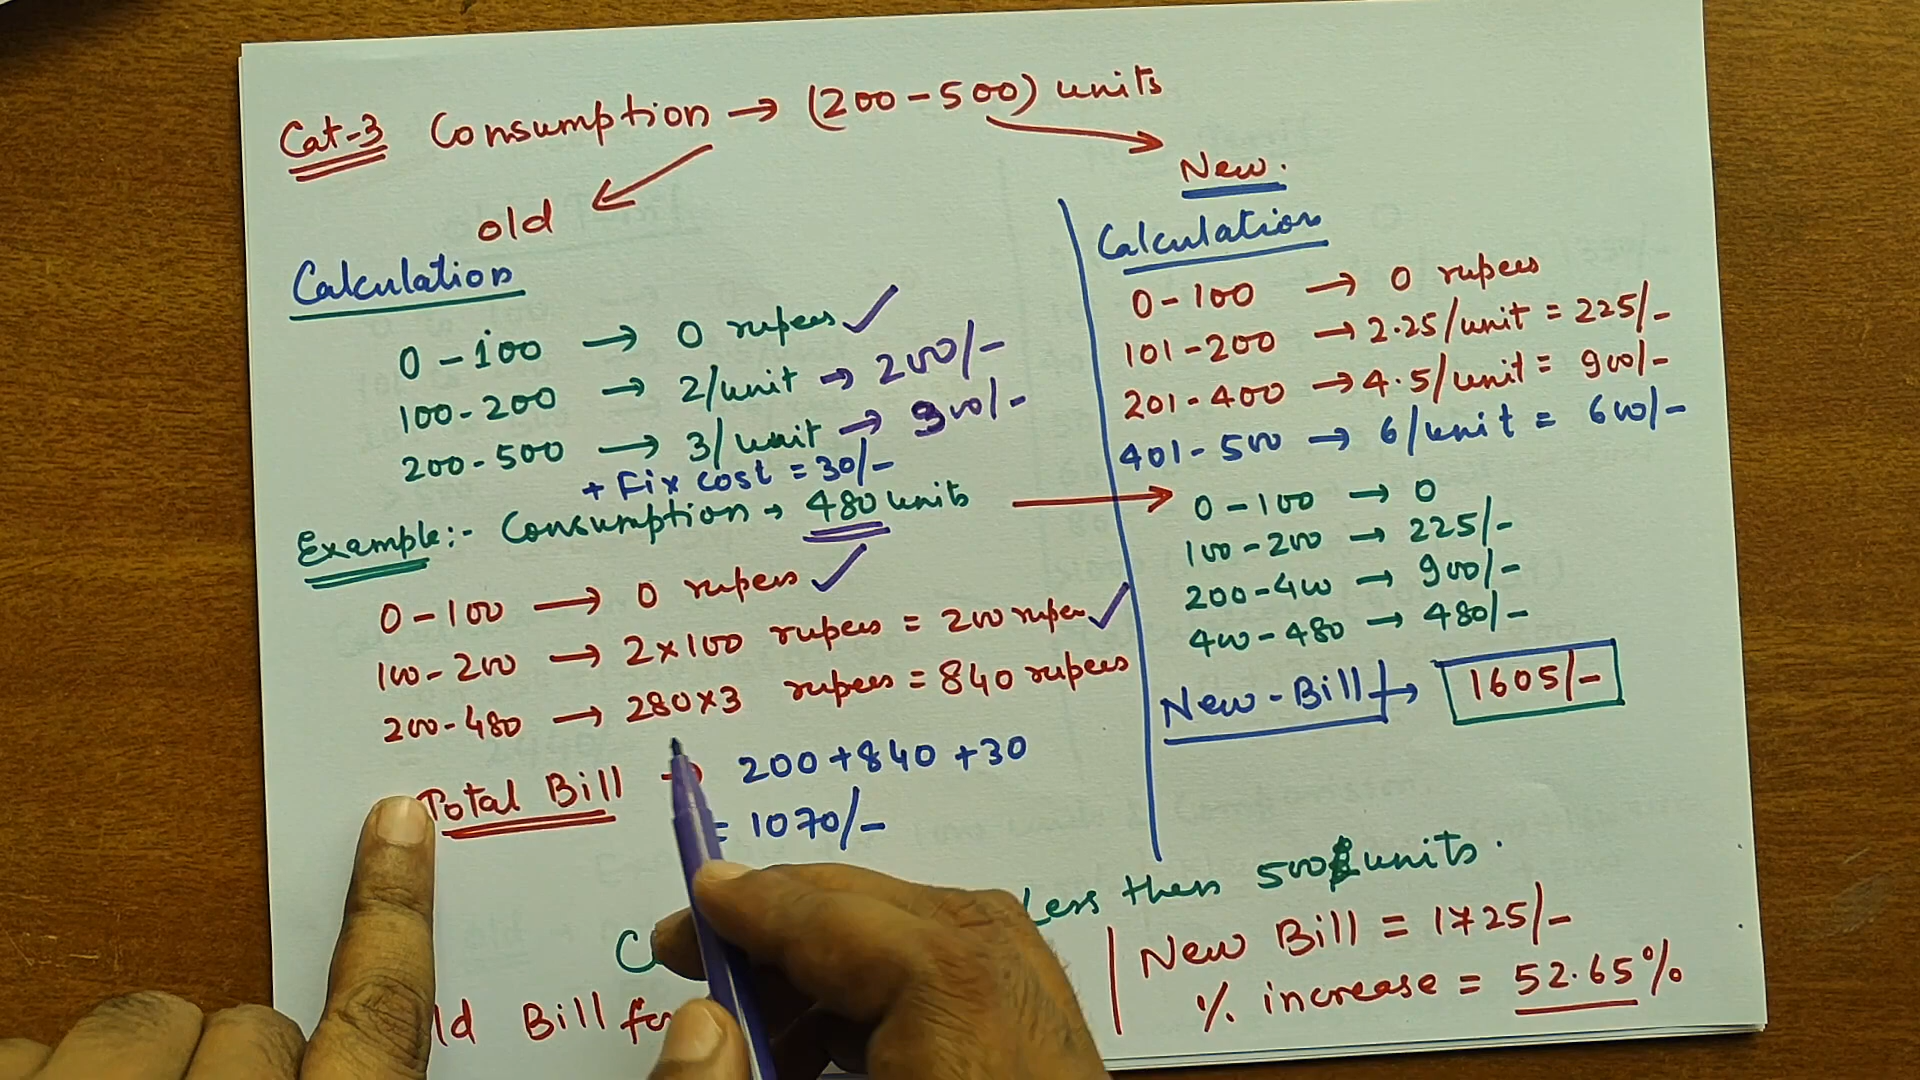 Cat-3 Consumption → (200-500) units
old
Calculation
0-100 → 0 rupees ✓
100-200 → 2/unit → 200/-
200-500 → 3/unit → 900/-
+ Fix cost = 30/-
Example:- Consumption → 480 units
0-100 → 0 rupees ✓
100-200 → 2×100 rupees = 200 rupees ✓
200-480 → 280×3 rupees = 840 rupees
Total Bill → 200+840+30
= 1070/-
New.
Calculation
0-100 → 0 rupees
101-200 → 2.25/unit = 225/-
201-400 → 4.5/unit = 900/-
401-500 → 6/unit = 600/-
0-100 → 0
100-200 → 225/-
200-400 → 900/-
400-480 → 480/-
New-Bill → 1605/-
Less then 500 units.
ld Bill for
New Bill = 1725/-
% increase = 52.65%